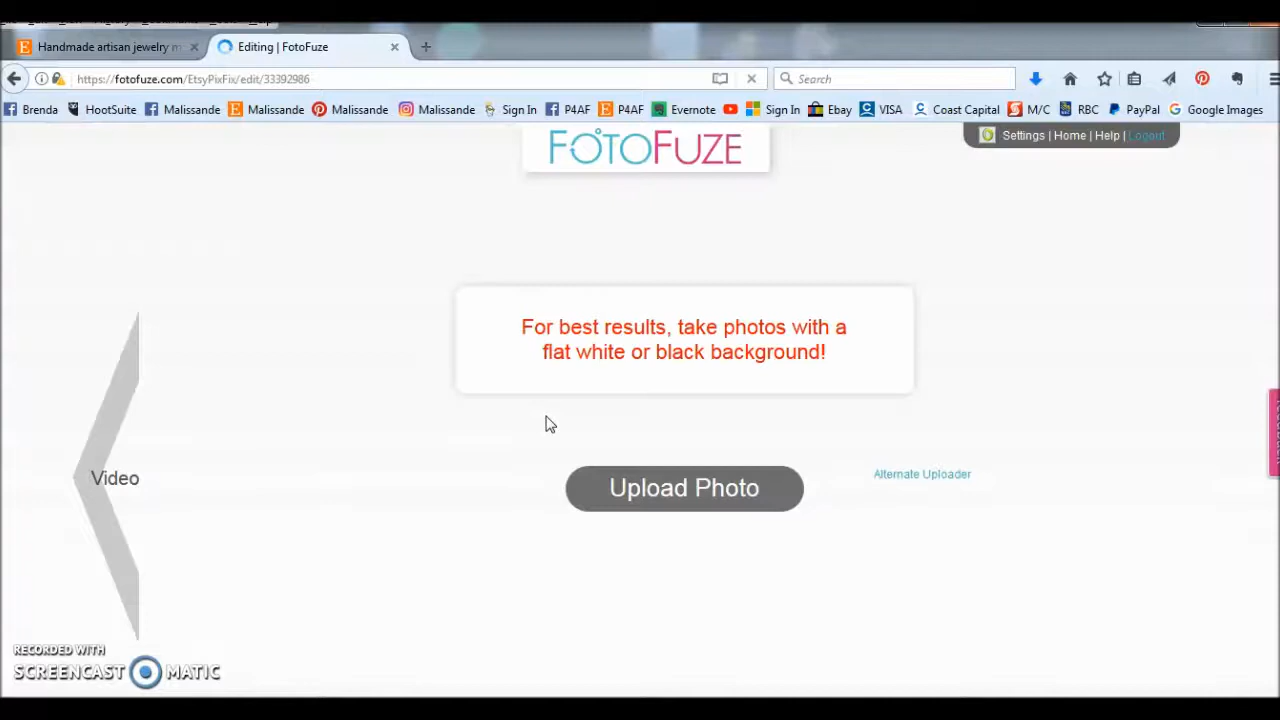 Handmade artisan jewelry m
Editing | FotoFuze
https://fotofuze.com/EtsyPixFix/edit/33392986
Search
Brenda HootSuite Malissande Malissande Malissande Malissande Sign In P4AF P4AF Evernote Sign In Ebay VISA Coast Capital M/C RBC PayPal Google Images
FOTOFUZE
Settings | Home | Help | Logout
For best results, take photos with a
flat white or black background!
Video
Upload Photo
Alternate Uploader
RECORDED WITH
SCREENCAST MATIC